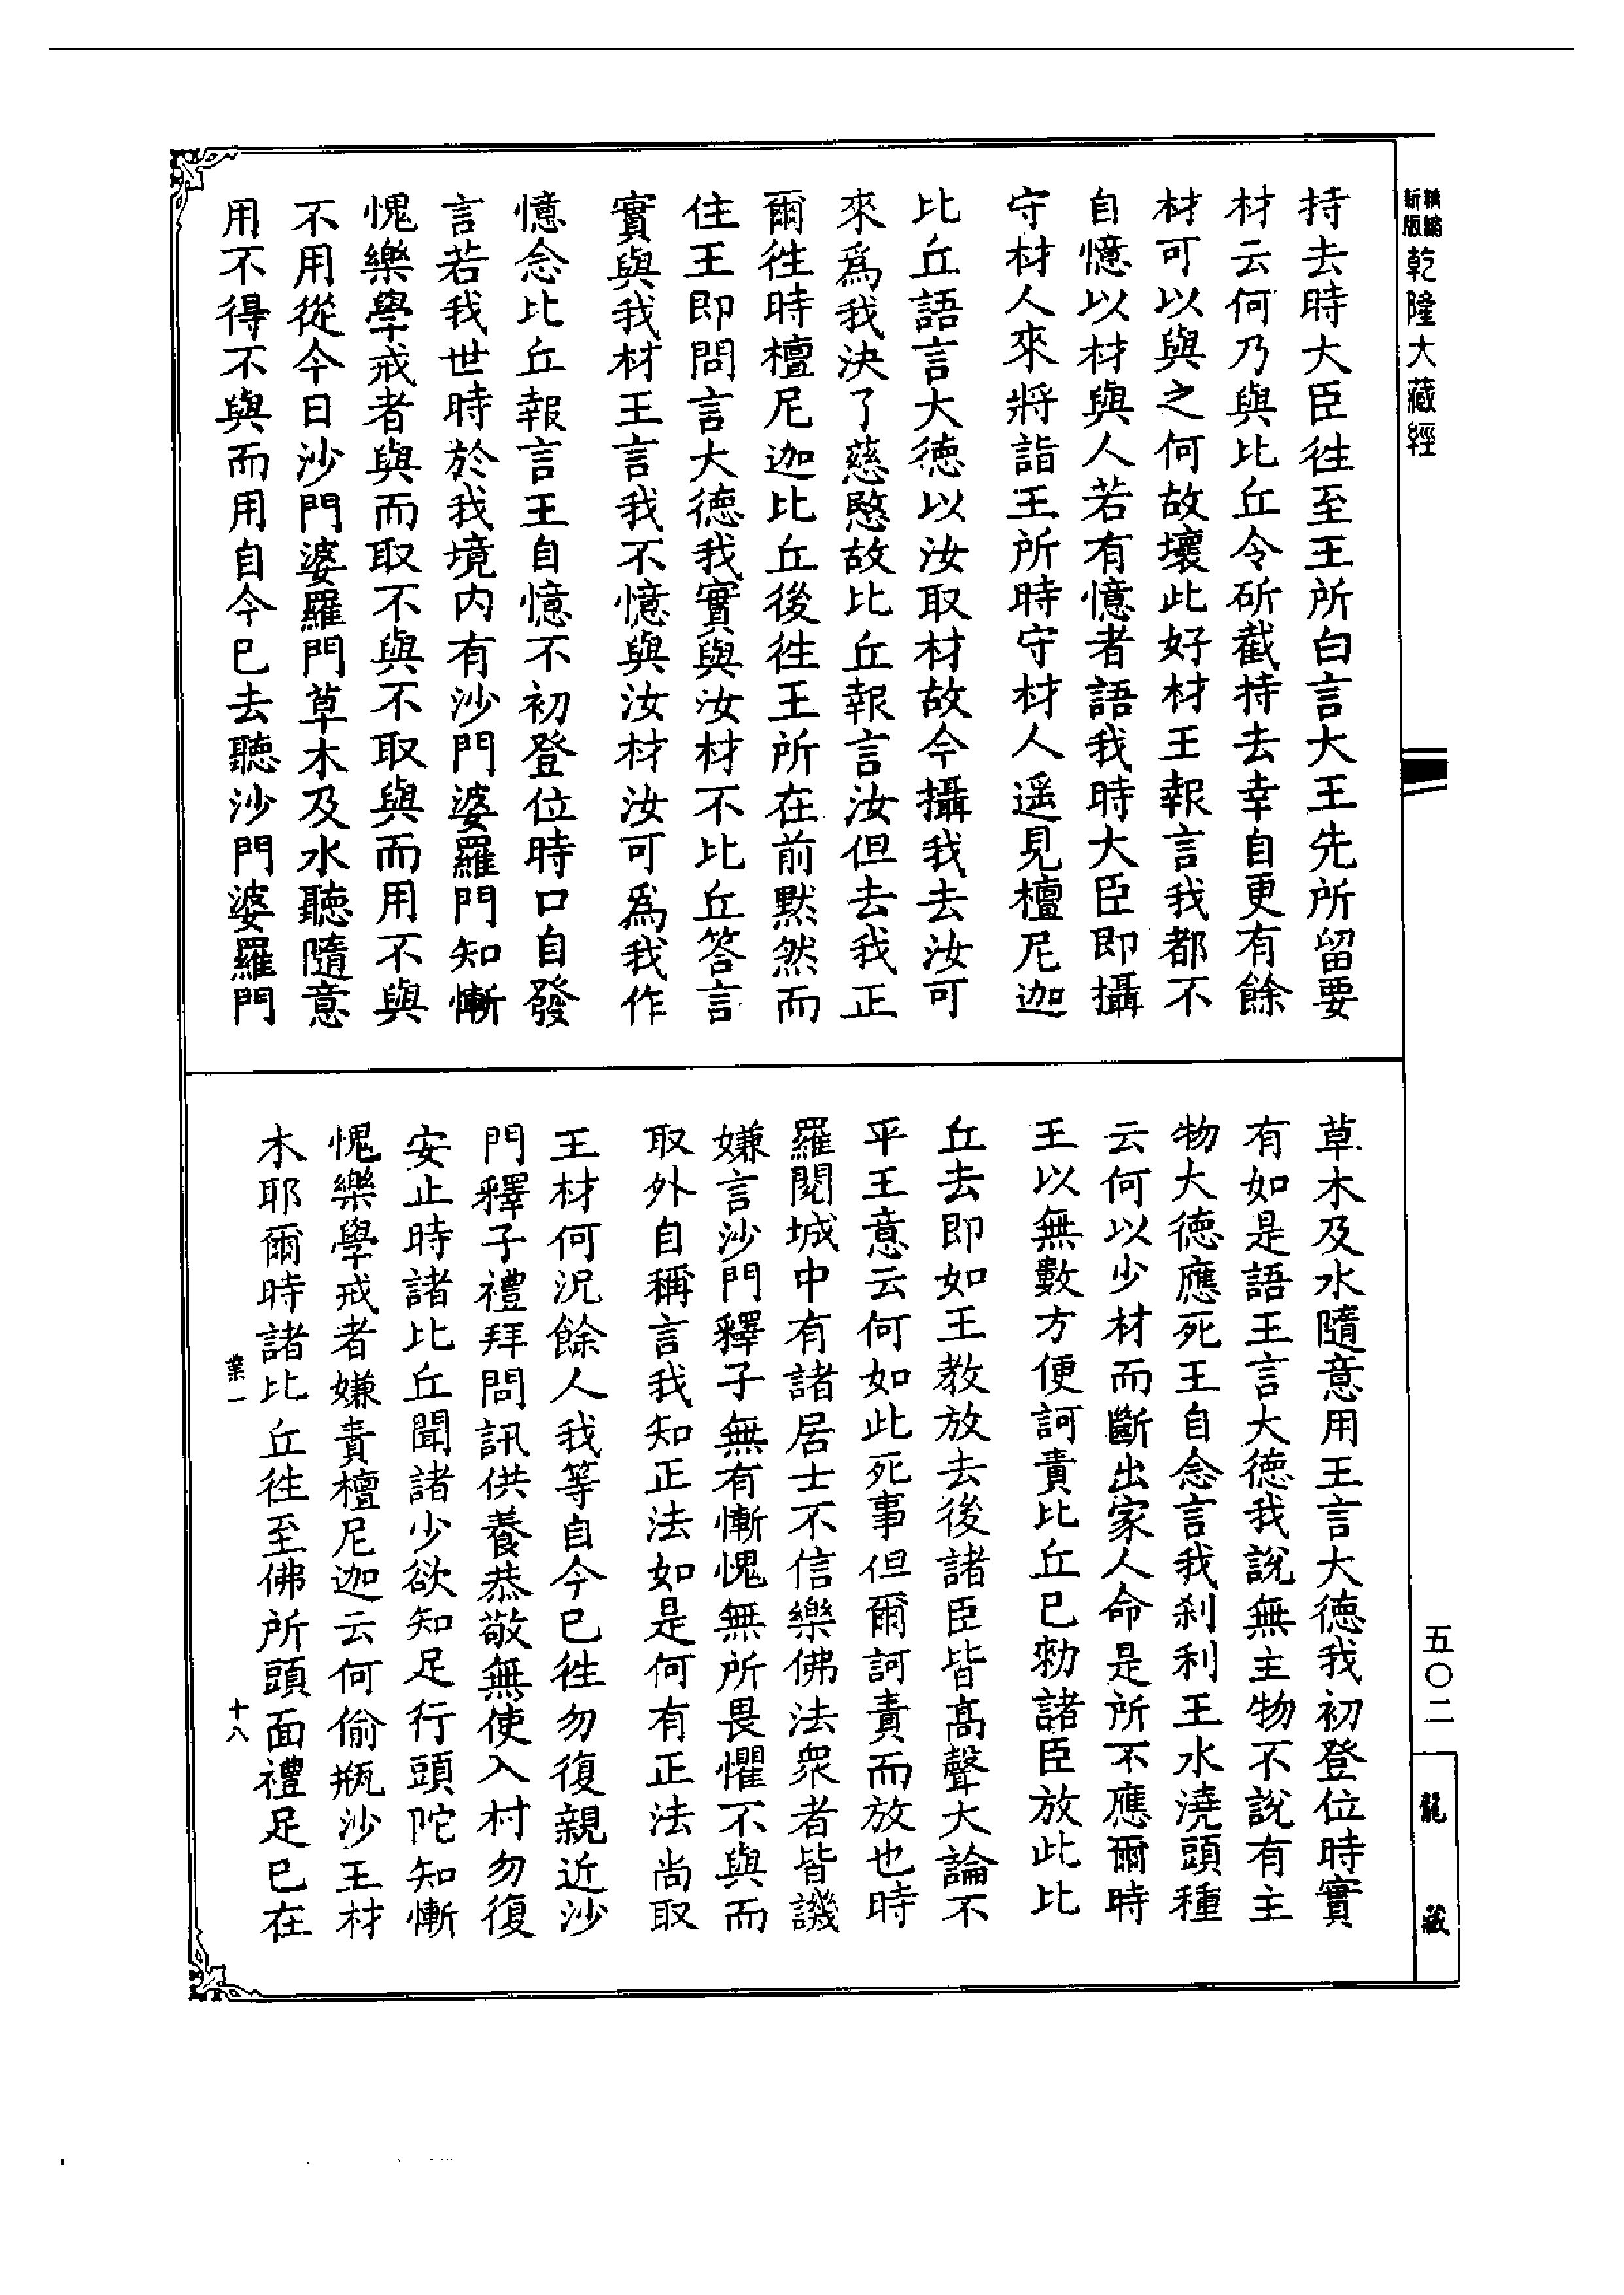 精縮新版乾隆大藏經
持去時大臣徃至王所白言大王先所留要
材云何乃與比丘令斫截持去幸自更有餘
材可以與之何故壞此好材王報言我都不
自憶以材與人若有憶者語我時大臣即攝
守材人來將詣王所時守材人遥見檀尼迦
比丘語言大德以汝取材故今攝我去汝可
來爲我決了慈愍故比丘報言汝但去我正
爾徃時檀尼迦比丘後徃王所在前默然而
住王即問言大德我實與汝材不比丘答言
實與我材王言我不憶與汝材汝可爲我作
憶念比丘報言王自憶不初登位時口自發
言若我世時於我境内有沙門婆羅門知慚
愧樂學戒者與而取不與不取與而用不與
不用從今日沙門婆羅門草木及水聽隨意
用不得不與而用自今已去聽沙門婆羅門
草木及水隨意用王言大德我初登位時實
有如是語王言大德我說無主物不說有主
物大德應死王自念言我刹利王水澆頭種
云何以少材而斷出家人命是所不應爾時
王以無數方便訶責比丘已勑諸臣放此比
丘去即如王教放去後諸臣皆髙聲大論不
平王意云何如此死事但爾訶責而放也時
羅閱城中有諸居士不信樂佛法衆者皆譏
嫌言沙門釋子無有慚愧無所畏懼不與而
取外自稱言我知正法如是何有正法尚取
王材何況餘人我等自今已徃勿復親近沙
門釋子禮拜問訊供養恭敬無使入村勿復
安止時諸比丘聞諸少欲知足行頭陀知慚
愧樂學戒者嫌責檀尼迦云何偷瓶沙王材
木耶爾時諸比丘徃至佛所頭面禮足已在
業一 十八
五〇二
龍藏